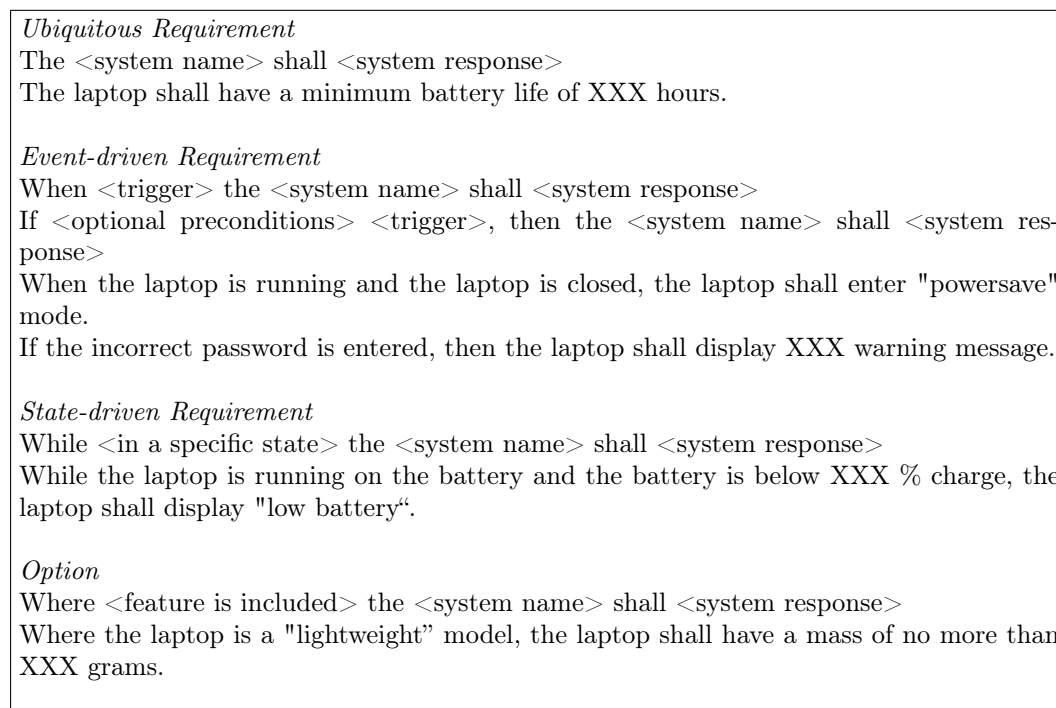 Ubiquitous Requirement
The <system name> shall <system response>
The laptop shall have a minimum battery life of XXX hours.
Event-driven Requirement
When <trigger> the <system name> shall <system response>
If <optional preconditions> <trigger>, then the <system name> shall <system res-
ponse>
When the laptop is running and the laptop is closed, the laptop shall enter "powersave"
mode.
If the incorrect password is entered, then the laptop shall display XXX warning message.
State-driven Requirement
While <in a specific state> the <system name> shall <system response>
While the laptop is running on the battery and the battery is below XXX % charge, the
laptop shall display "low battery“.
Option
Where <feature is included> the <system name> shall <system response>
Where the laptop is a "lightweight” model, the laptop shall have a mass of no more than
XXX grams.